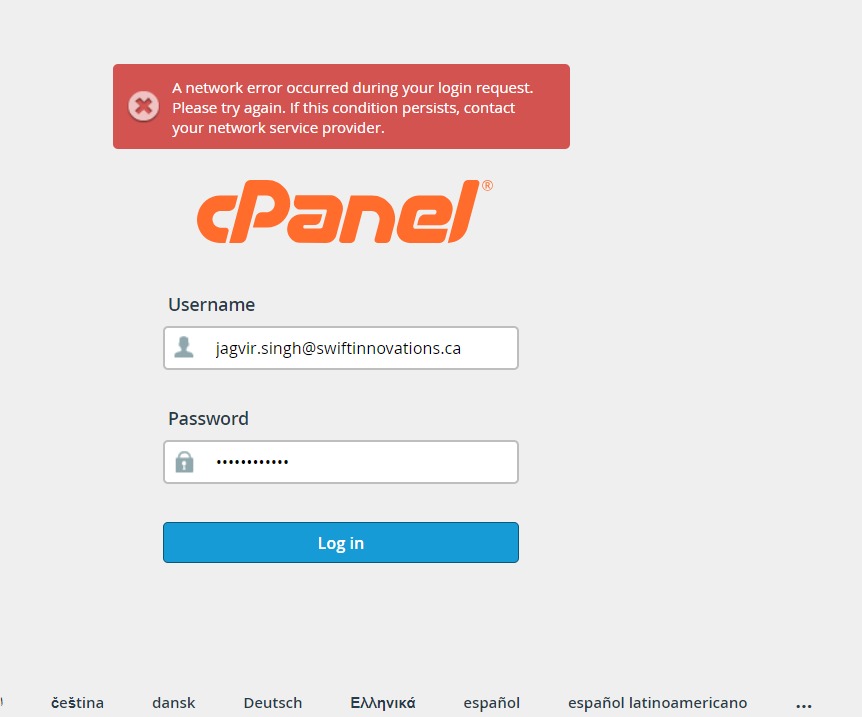 A network error occurred during your login request.
Please try again. If this condition persists, contact
your network service provider.
cPanel®
Username
jagvir.singh@swiftinnovations.ca
Password
••••••••••••
Log in
čeština dansk Deutsch Ελληνικά español español latinoamericano ...